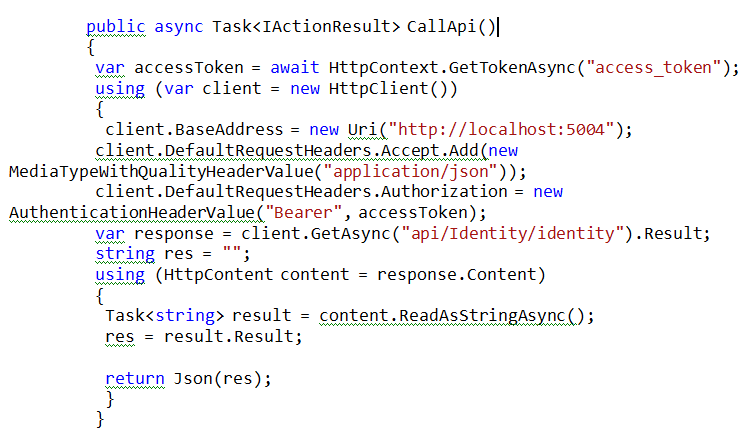 public async Task<IActionResult> CallApi()
{
var accessToken = await HttpContext.GetTokenAsync("access_token");
using (var client = new HttpClient())
{
client.BaseAddress = new Uri("http://localhost:5004");
client.DefaultRequestHeaders.Accept.Add(new
MediaTypeWithQualityHeaderValue("application/json"));
client.DefaultRequestHeaders.Authorization = new
AuthenticationHeaderValue("Bearer", accessToken);
var response = client.GetAsync("api/Identity/identity").Result;
string res = "";
using (HttpContent content = response.Content)
{
Task<string> result = content.ReadAsStringAsync();
res = result.Result;
return Json(res);
}
}